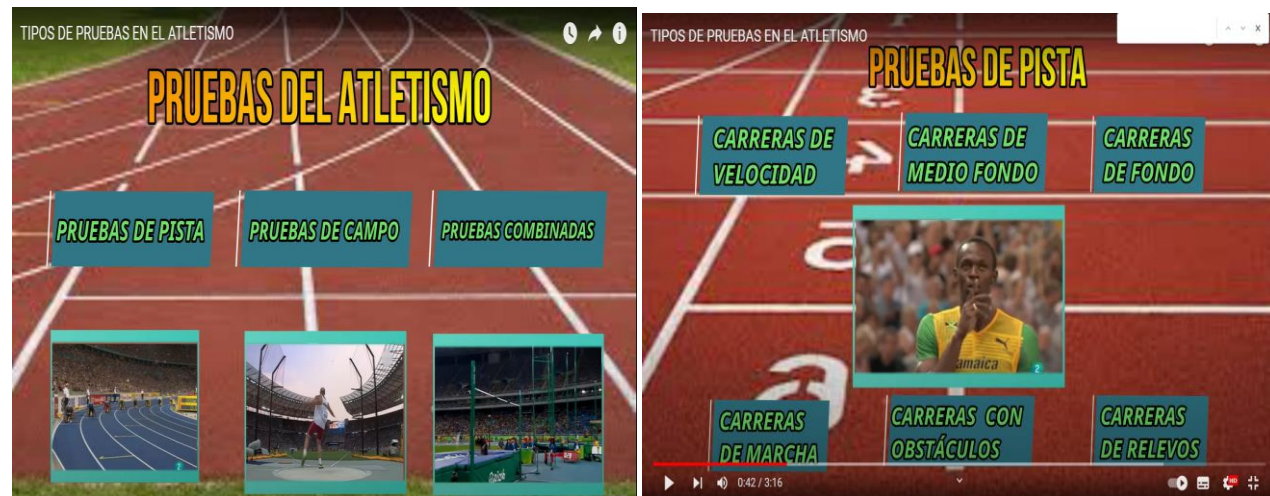 TIPOS DE PRUEBAS EN EL ATLETISMO
PRUEBAS DEL ATLETISMO
PRUEBAS DE PISTA
PRUEBAS DE CAMPO
PRUEBAS COMBINADAS
TIPOS DE PRUEBAS EN EL ATLETISMO
PRUEBAS DE PISTA
CARRERAS DE
VELOCIDAD
CARRERAS DE
MEDIO FONDO
CARRERAS
DE FONDO
Jamaica
CARRERAS
DE MARCHA
CARRERAS CON
OBSTÁCULOS
CARRERAS
DE RELEVOS
0:42 / 3:16
HD